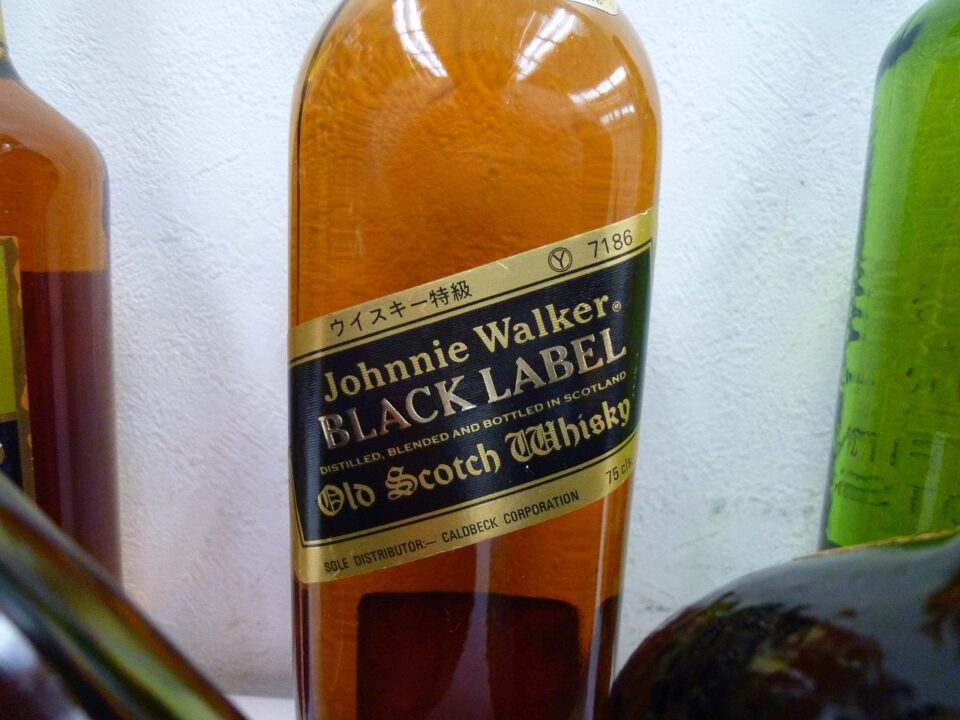 ウイスキー特級 Ⓨ 7186
Johnnie Walker®
BLACK LABEL
DISTILLED, BLENDED AND BOTTLED IN SCOTLAND
Old Scotch Whisky
75 cls.
SOLE DISTRIBUTOR:— CALDBECK CORPORATION